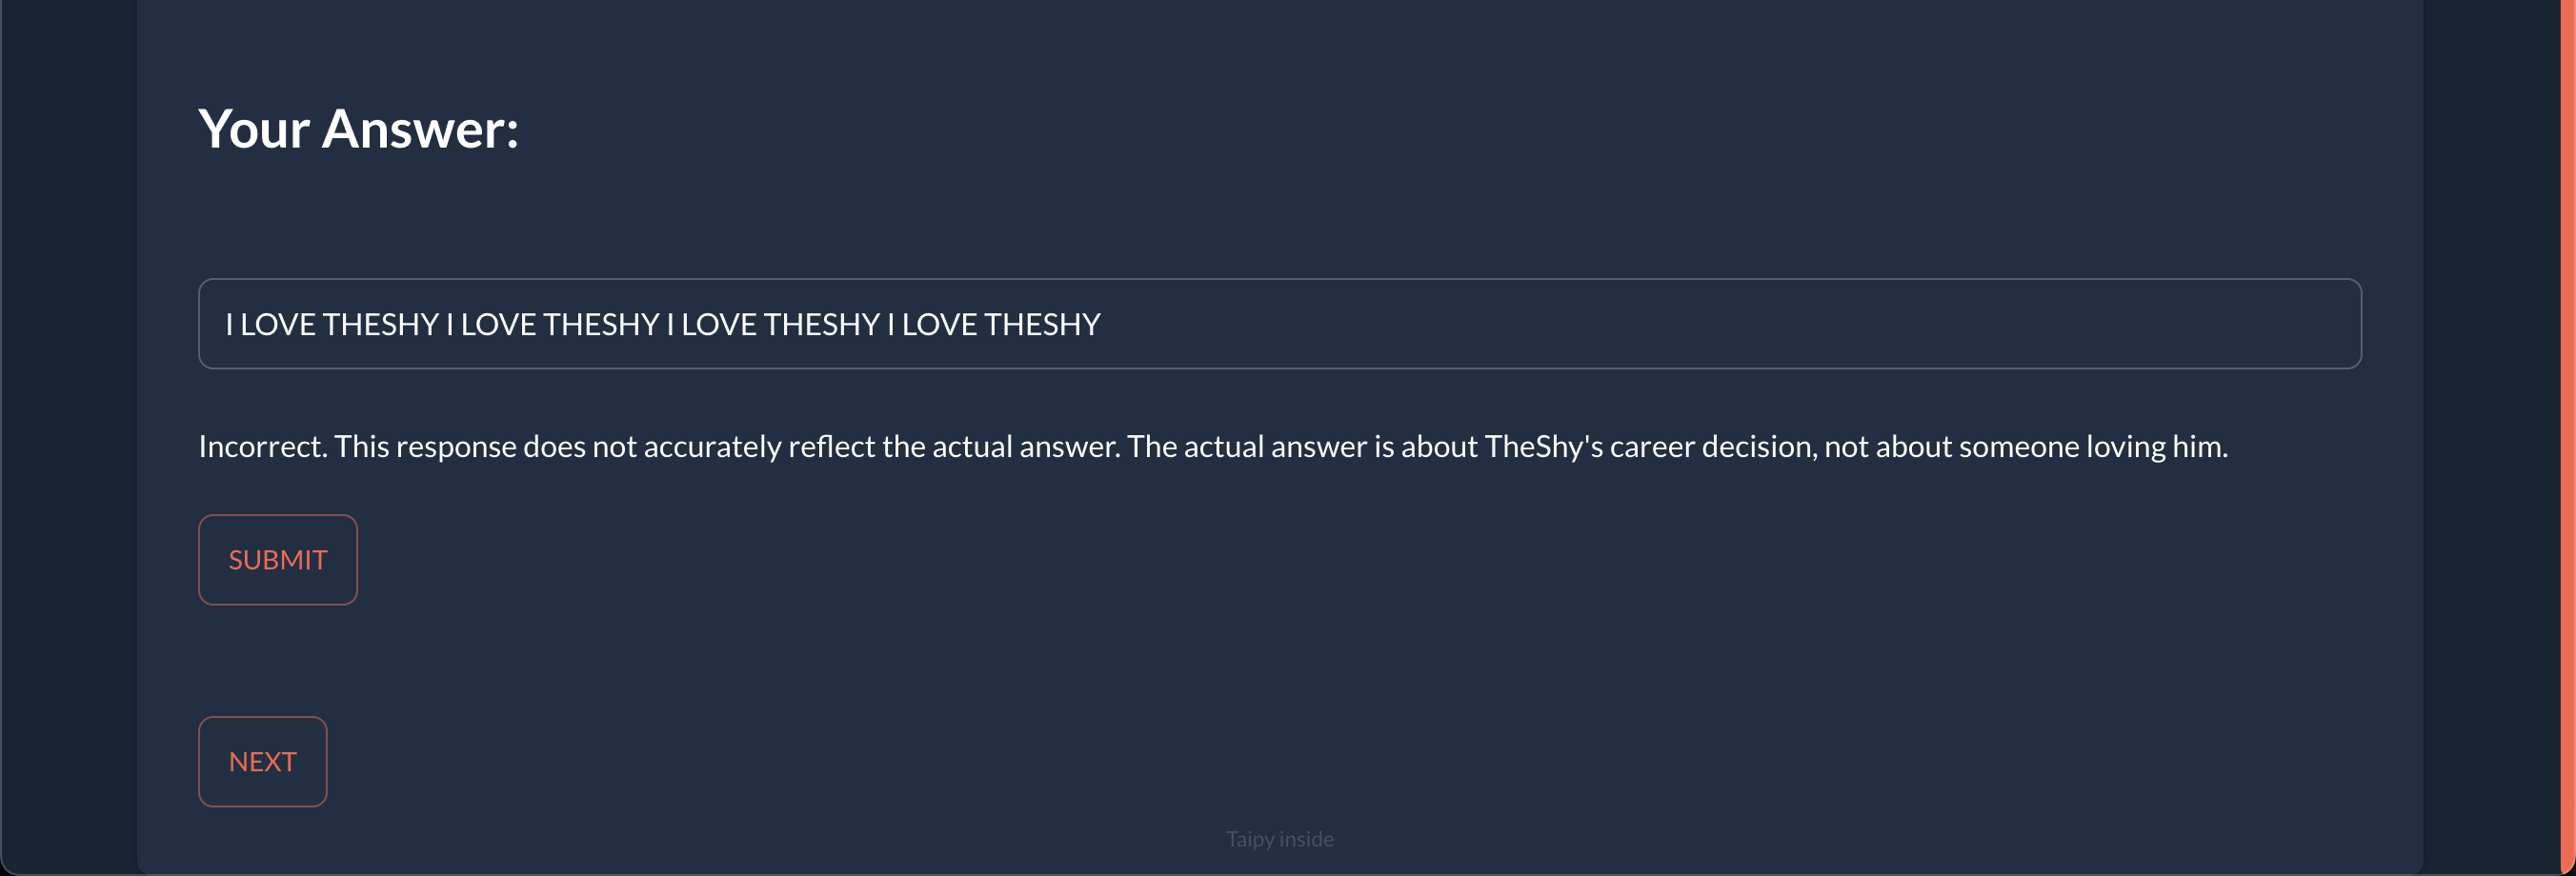 Your Answer:
I LOVE THESHY I LOVE THESHY I LOVE THESHY I LOVE THESHY
Incorrect. This response does not accurately reflect the actual answer. The actual answer is about TheShy's career decision, not about someone loving him.
SUBMIT
NEXT
Taipy inside